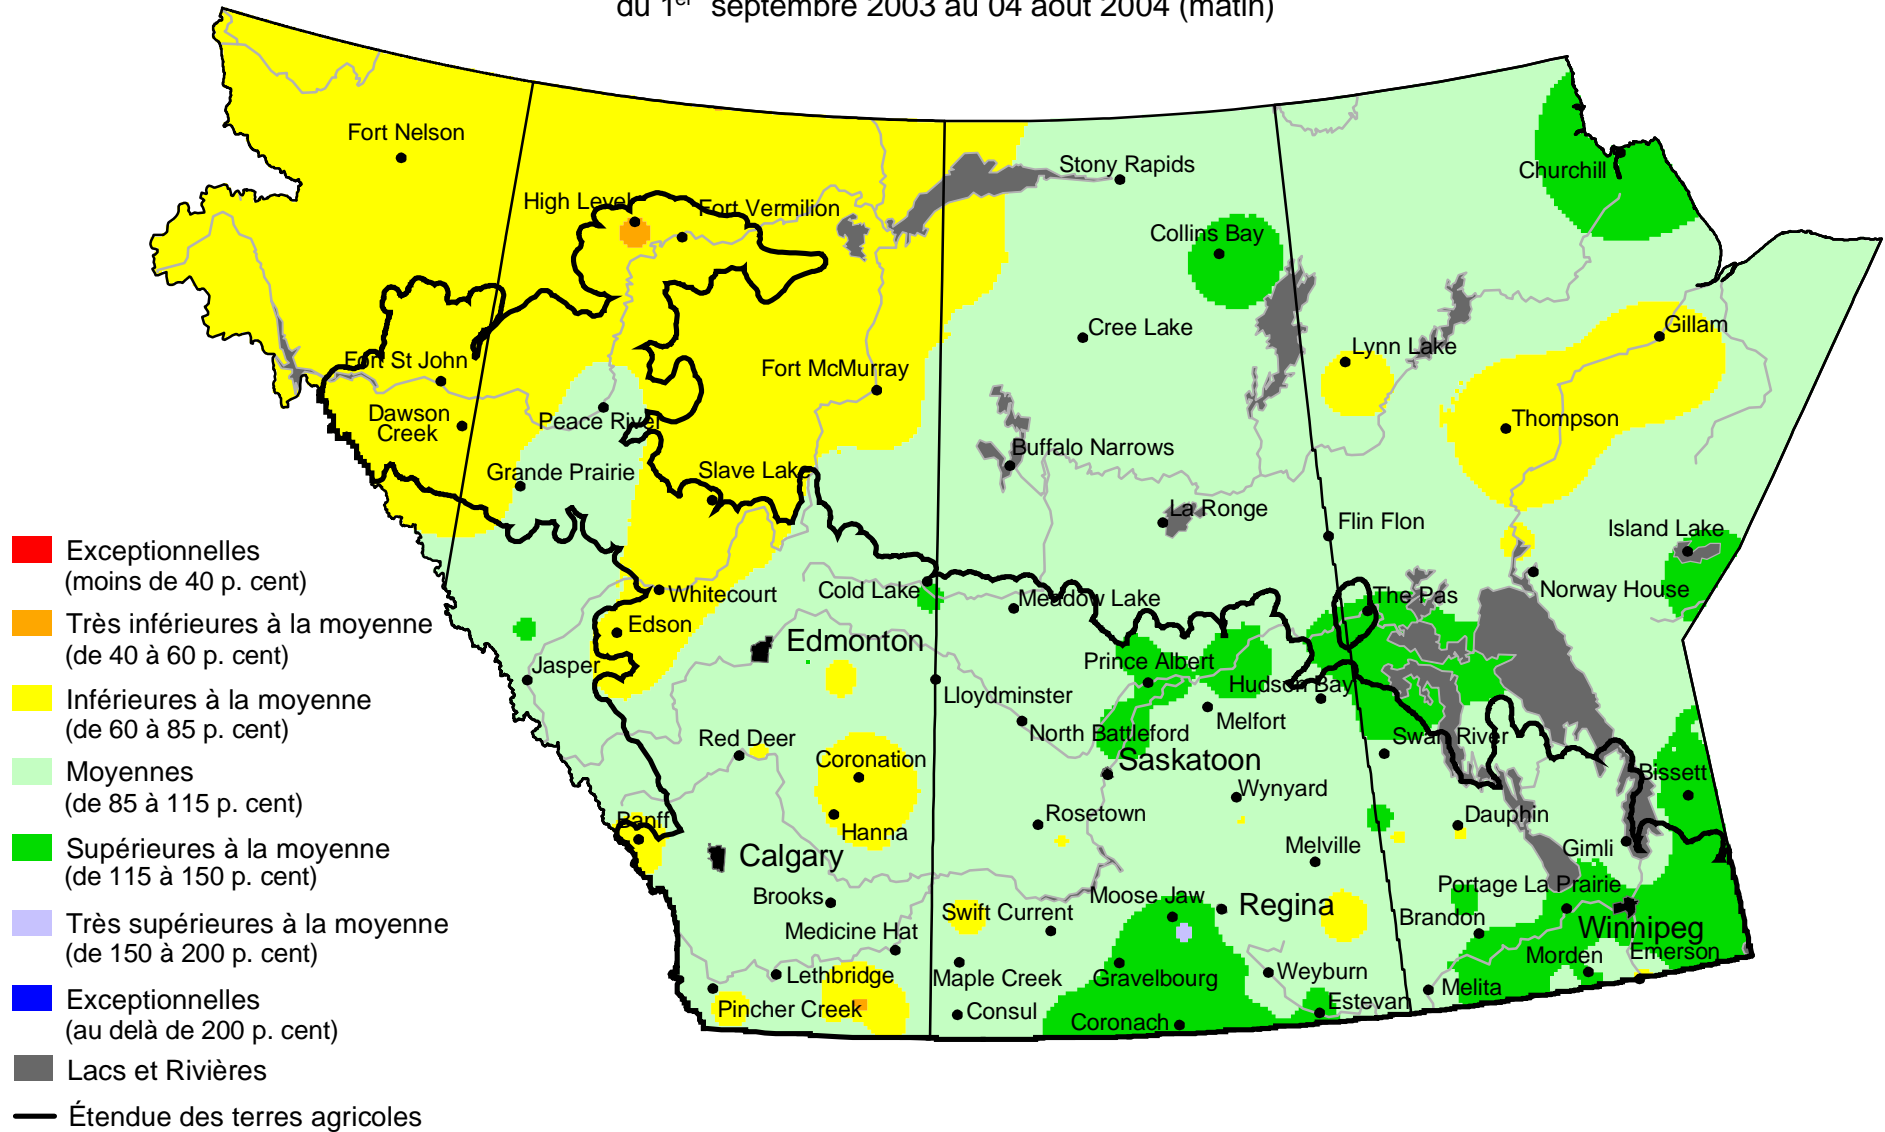 du 1er septembre 2003 au 04 août 2004 (matin)
Fort Nelson
High Level
Fort Vermilion
Stony Rapids
Churchill
Collins Bay
Cree Lake
Gillam
Lynn Lake
Fort St John
Fort McMurray
Dawson
Creek
Peace River
Thompson
Buffalo Narrows
Grande Prairie
Slave Lake
La Ronge
Flin Flon
Island Lake
Whitecourt
Cold Lake
Meadow Lake
The Pas
Norway House
Edson
Edmonton
Jasper
Prince Albert
Hudson Bay
Lloydminster
Melfort
North Battleford
Red Deer
Swan River
Coronation
Saskatoon
Bissett
Wynyard
Banff
Hanna
Rosetown
Dauphin
Calgary
Melville
Gimli
Brooks
Moose Jaw
Portage La Prairie
Swift Current
Regina
Brandon
Winnipeg
Medicine Hat
Morden
Emerson
Lethbridge
Maple Creek
Gravelbourg
Weyburn
Melita
Pincher Creek
Consul
Coronach
Estevan
Exceptionnelles
(moins de 40 p. cent)
Très inférieures à la moyenne
(de 40 à 60 p. cent)
Inférieures à la moyenne
(de 60 à 85 p. cent)
Moyennes
(de 85 à 115 p. cent)
Supérieures à la moyenne
(de 115 à 150 p. cent)
Très supérieures à la moyenne
(de 150 à 200 p. cent)
Exceptionnelles
(au delà de 200 p. cent)
Lacs et Rivières
Étendue des terres agricoles